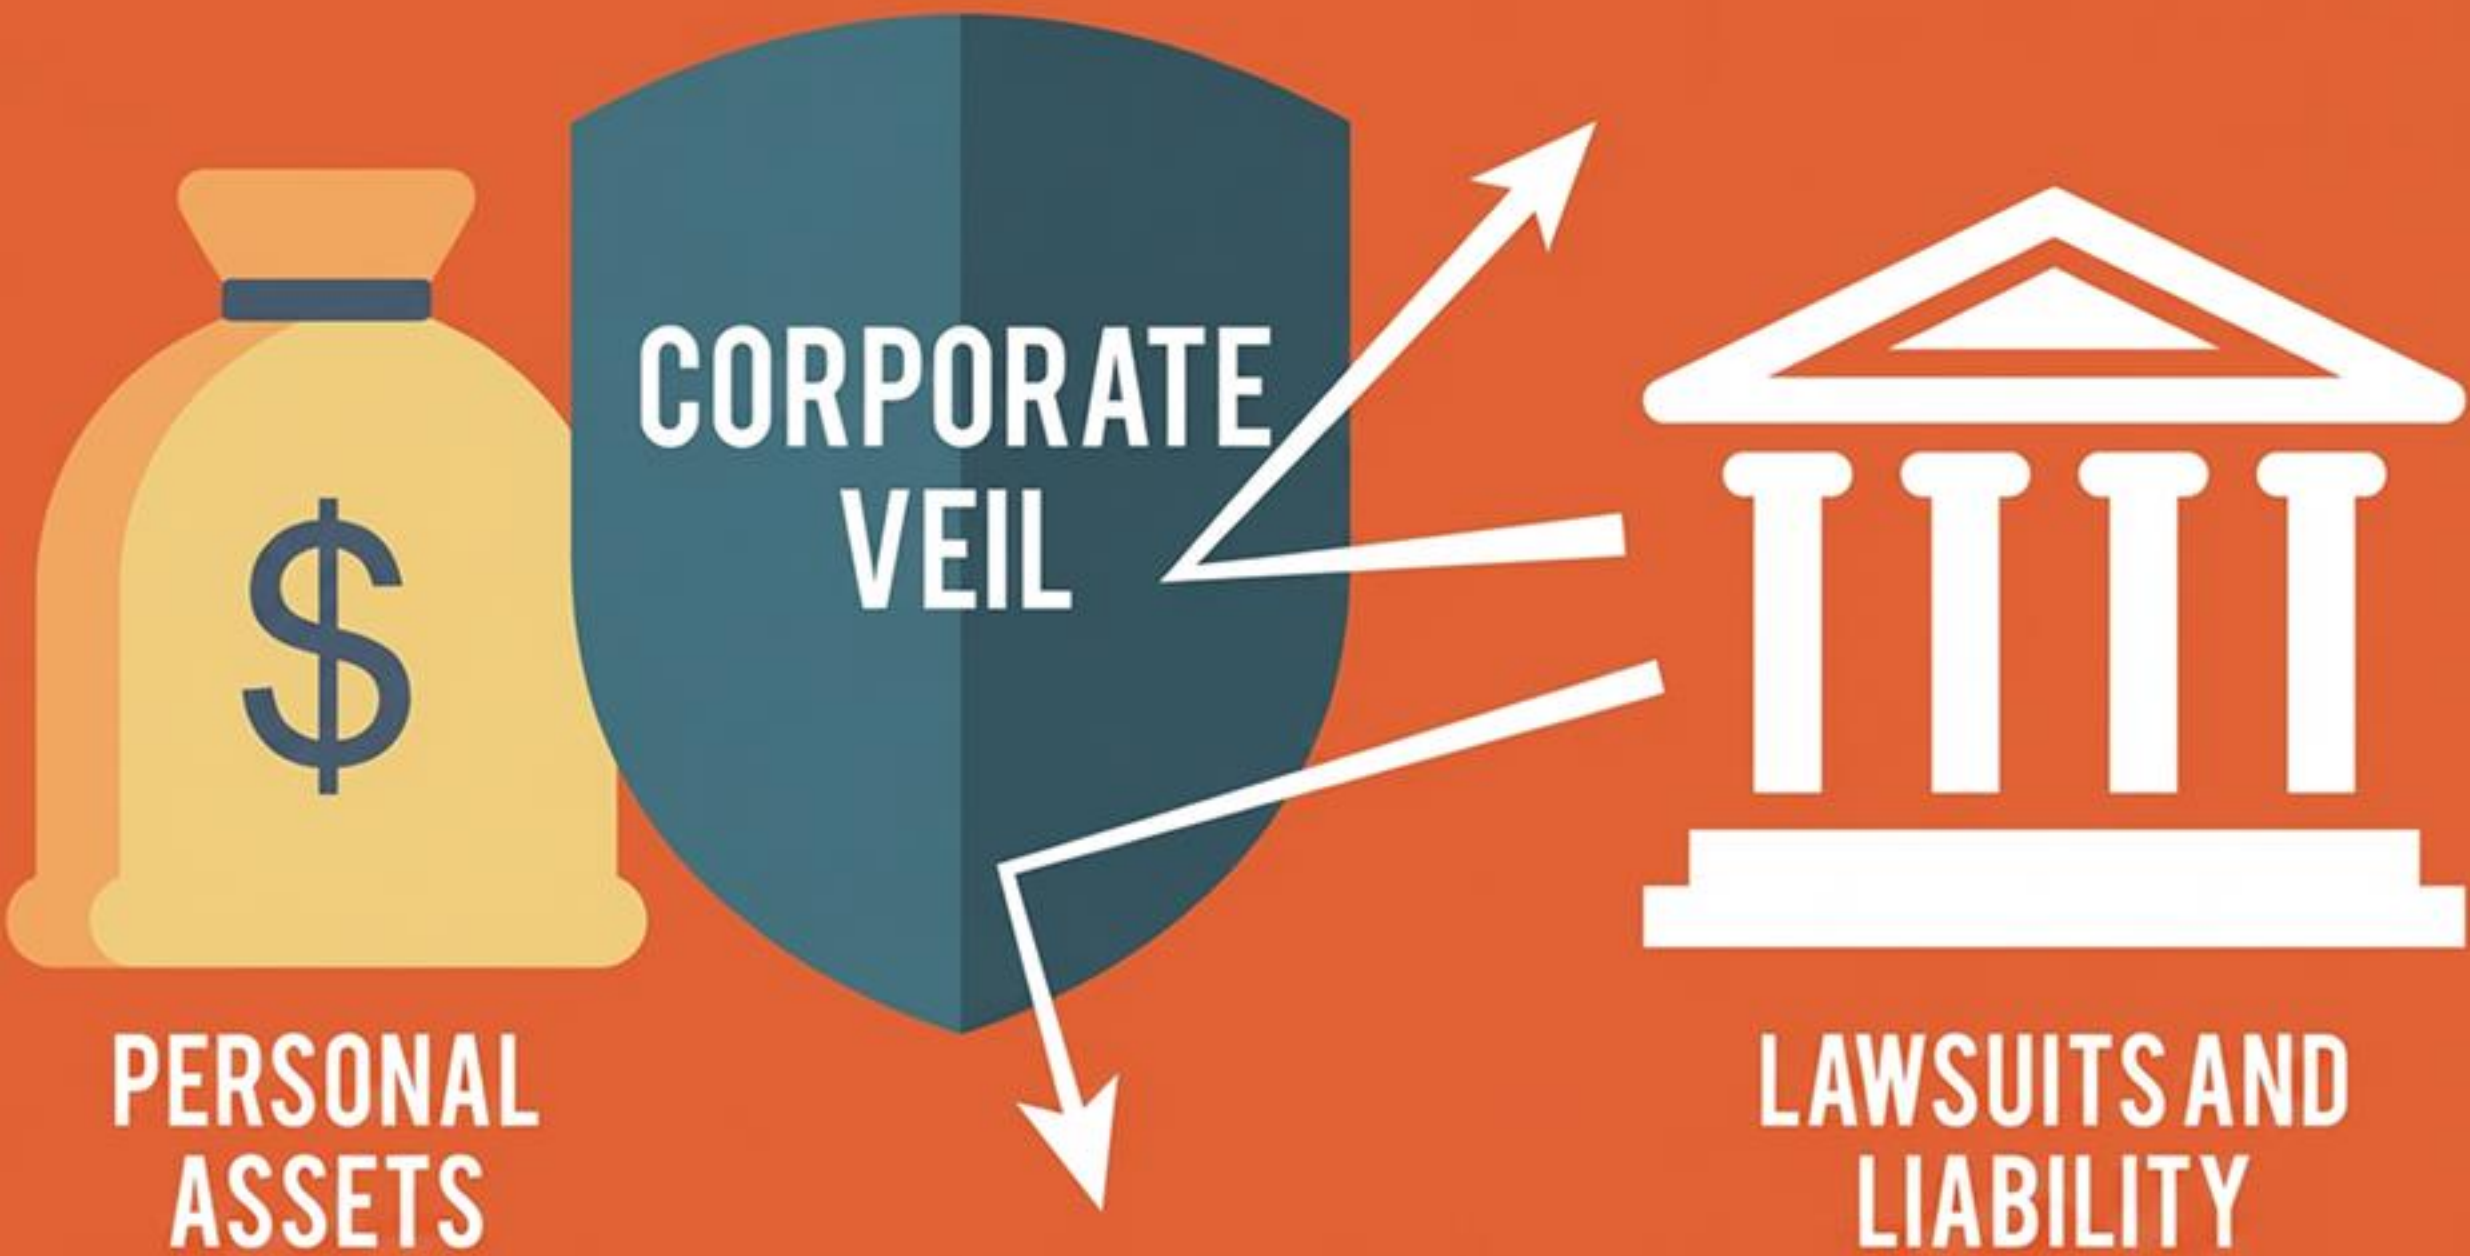 CORPORATE
VEIL
$
PERSONAL
ASSETS
LAWSUITS AND
LIABILITY